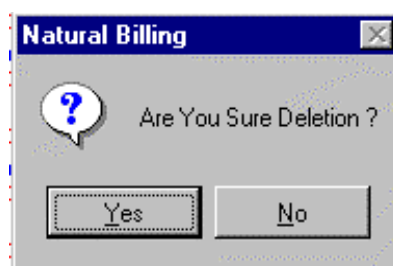 Natural Billing
Are You Sure Deletion ?
Yes
No